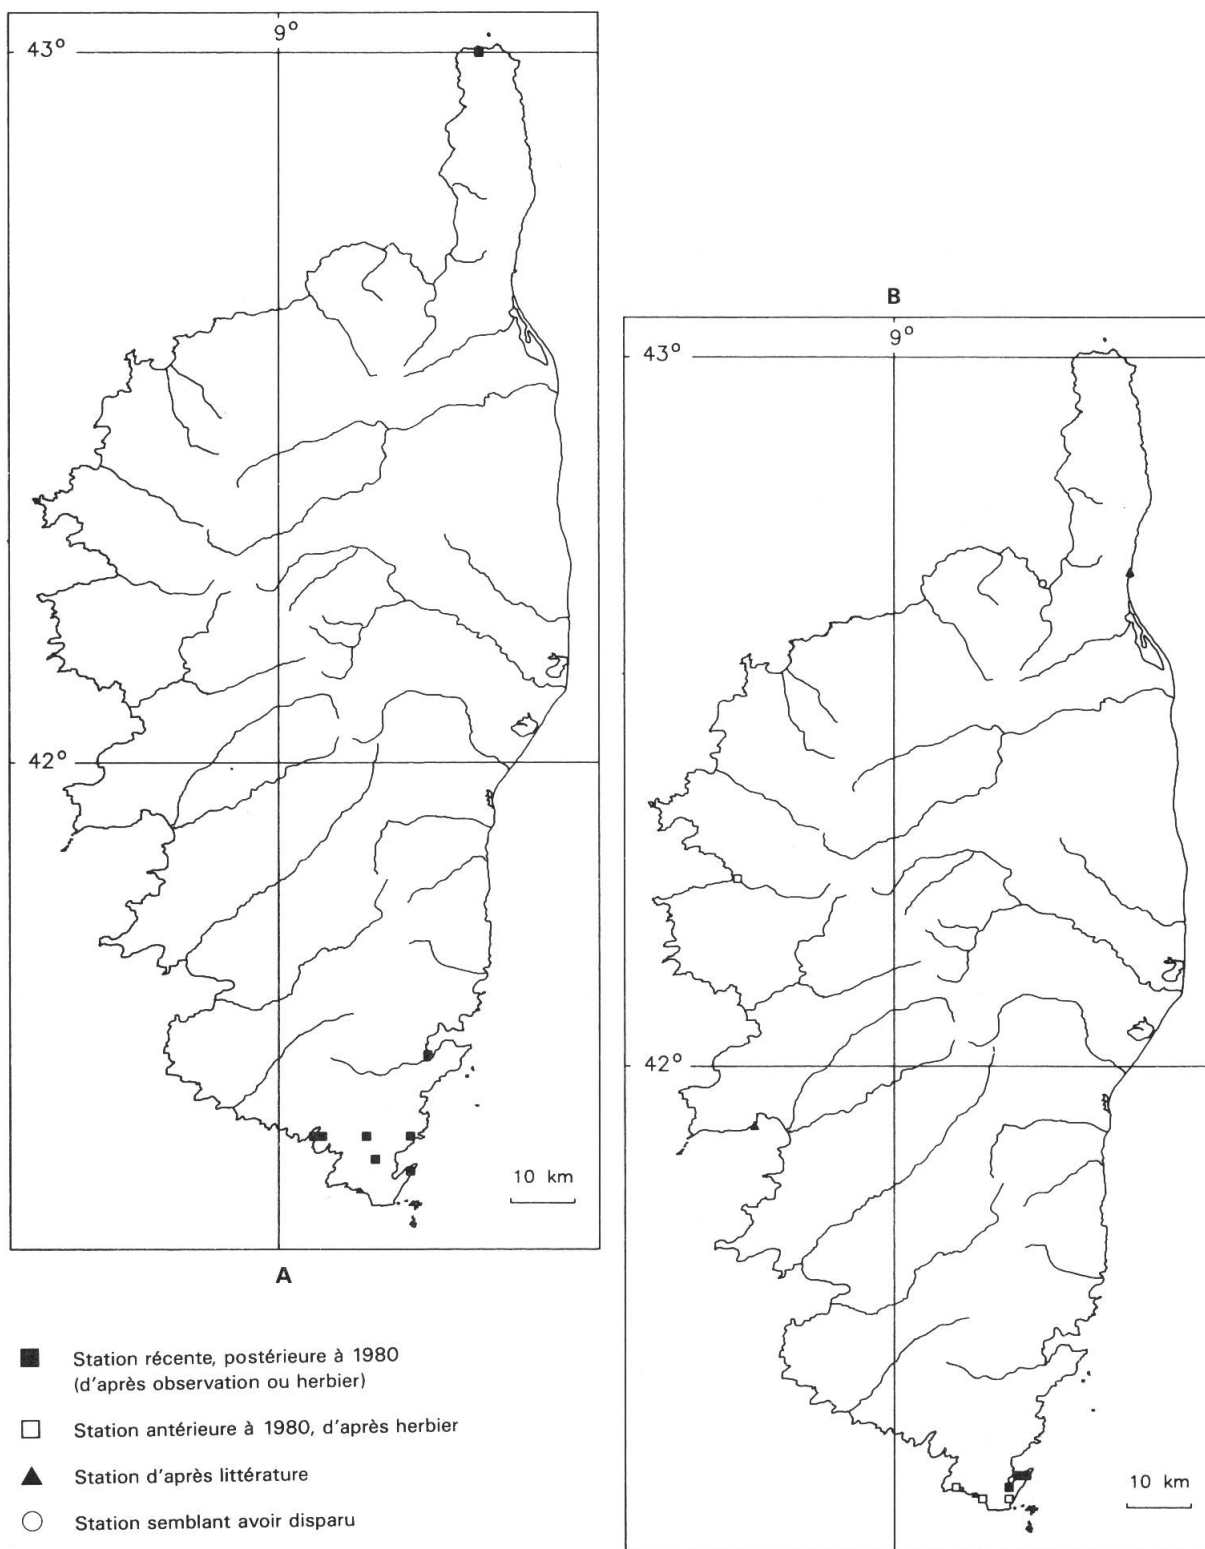 9°
43°
42°
10 km
A
B
9°
43°
42°
10 km
Station récente, postérieure à 1980
(d'après observation ou herbier)
Station antérieure à 1980, d'après herbier
Station d'après littérature
Station semblant avoir disparu